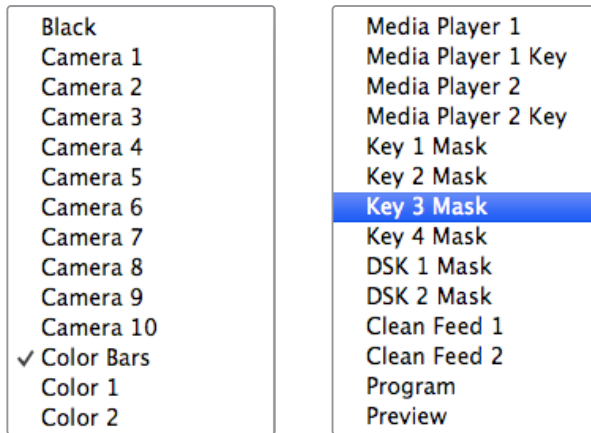 Black
Camera 1
Camera 2
Camera 3
Camera 4
Camera 5
Camera 6
Camera 7
Camera 8
Camera 9
Camera 10
✓ Color Bars
Color 1
Color 2
Media Player 1
Media Player 1 Key
Media Player 2
Media Player 2 Key
Key 1 Mask
Key 2 Mask
Key 3 Mask
Key 4 Mask
DSK 1 Mask
DSK 2 Mask
Clean Feed 1
Clean Feed 2
Program
Preview